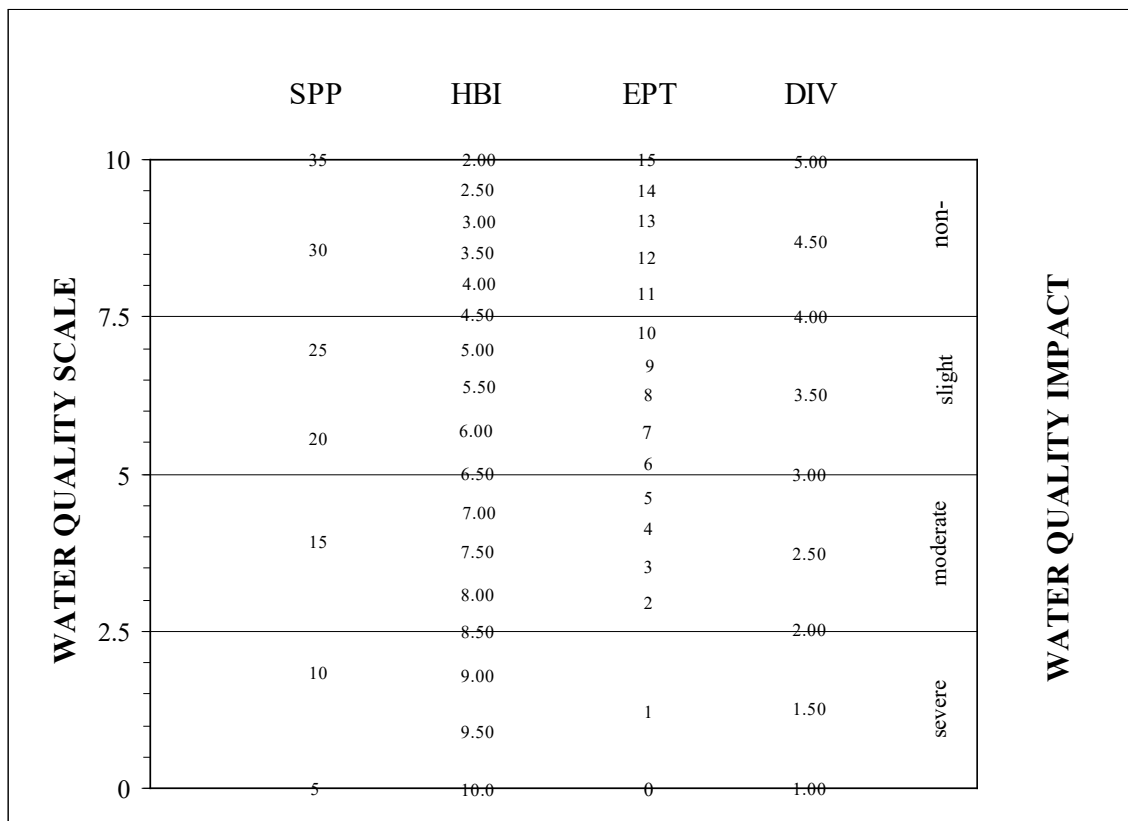 SPP HBI EPT DIV
10 35 2.00 15 5.00
2.50 14
3.00 13
30 3.50 12 4.50
4.00 11
7.5 4.50 4.00
10
25 5.00 9
5.50 8 3.50
20 6.00 7
6
5 6.50 3.00
5
7.00 4
15 7.50 3 2.50
8.00 2
2.5 8.50 2.00
10 9.00
1 1.50
9.50
0 5 10.0 0 1.00
non-
slight
moderate
severe
WATER QUALITY SCALE
WATER QUALITY IMPACT